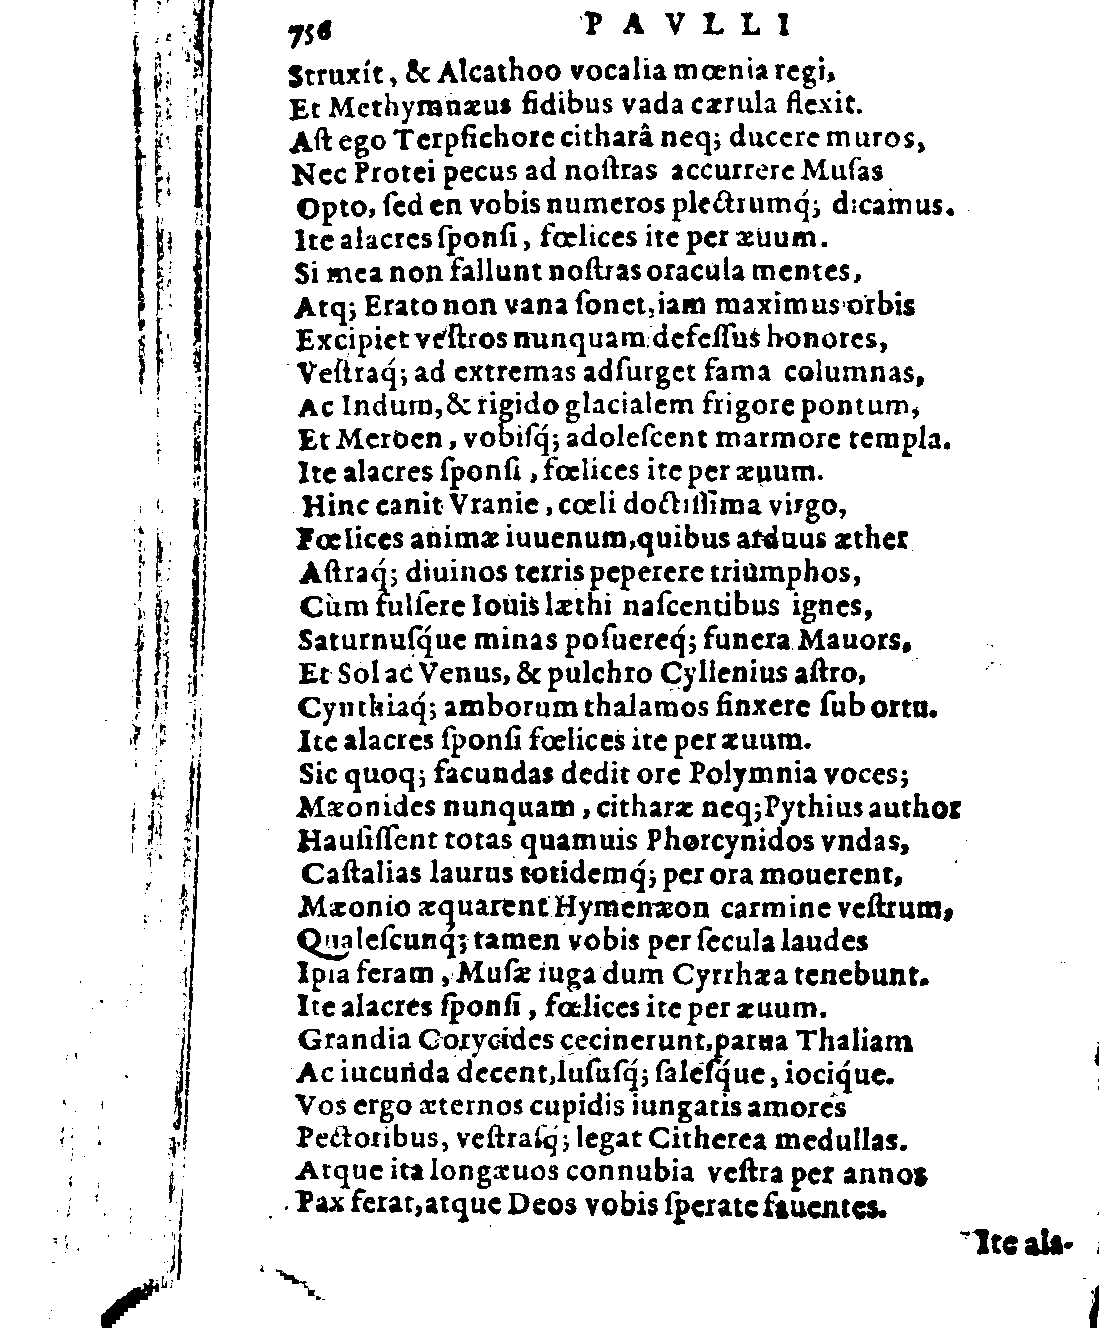 756 PAVLLI
Struxit, & Alcathoo vocalia mœnia regi,
Et Methymnæus fidibus vada cærula flexit.
Aſt ego Terpſichore citharâ neq; ducere muros,
Nec Protei pecus ad noſtras accurrere Muſas
Opto, ſed en vobis numeros plectrumq́; dicamus.
Ite alacres ſponſi, fœlices ite per æuum.
Si mea non fallunt noſtras oracula mentes,
Atq; Erato non vana ſonet, iam maximus orbis
Excipiet veſtros nunquam defeſſus honores,
Veſtraq́; ad extremas adſurget fama columnas,
Ac Indum, & rigido glacialem frigore pontum,
Et Meroen, vobiſq́; adoleſcent marmore templa.
Ite alacres ſponſi, fœlices ite per æuum.
Hinc canit Vranie, cœli doctiſſima virgo,
Fœlices animæ iuuenum, quibus arduus æther
Aſtraq́; diuinos terris peperere triumphos,
Cùm fulſere Iouis læthi naſcentibus ignes,
Saturnuſq́ue minas poſuereq́; funera Mauors,
Et Sol ac Venus, & pulchro Cyllenius aſtro,
Cynthiaq́; amborum thalamos finxere ſub ortu.
Ite alacres ſponſi fœlices ite per æuum.
Sic quoq; facundas dedit ore Polymnia voces;
Mæonides nunquam, citharæ neq; Pythius author
Hauſiſſent totas quamuis Phorcynidos vndas,
Caſtalias laurus totidemq́; per ora mouerent,
Mæonio æquarent Hymenæon carmine veſtrum,
Qualeſcunq́; tamen vobis per ſecula laudes
Ipſa feram, Muſæ iuga dum Cyrrhæa tenebunt.
Ite alacres ſponſi, fœlices ite per æuum.
Grandia Corycides cecinerunt, parua Thaliam
Ac iucunda decent, luſuſq́; ſaleſq́ue, iociq́ue.
Vos ergo æternos cupidis iungatis amores
Pectoribus, veſtraſq́; legat Citherea medullas.
Atque ita longæuos connubia veſtra per annos
Pax ferat, atque Deos vobis ſperate fauentes.
Ite ala-